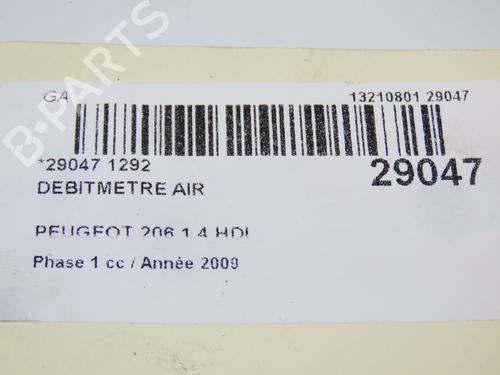 GA 13210801 29047
*29047 1292 29047
DEBITMETRE AIR
PEUGEOT 206 1.4 HDI
Phase 1 cc / Année 2009
B-PARTS